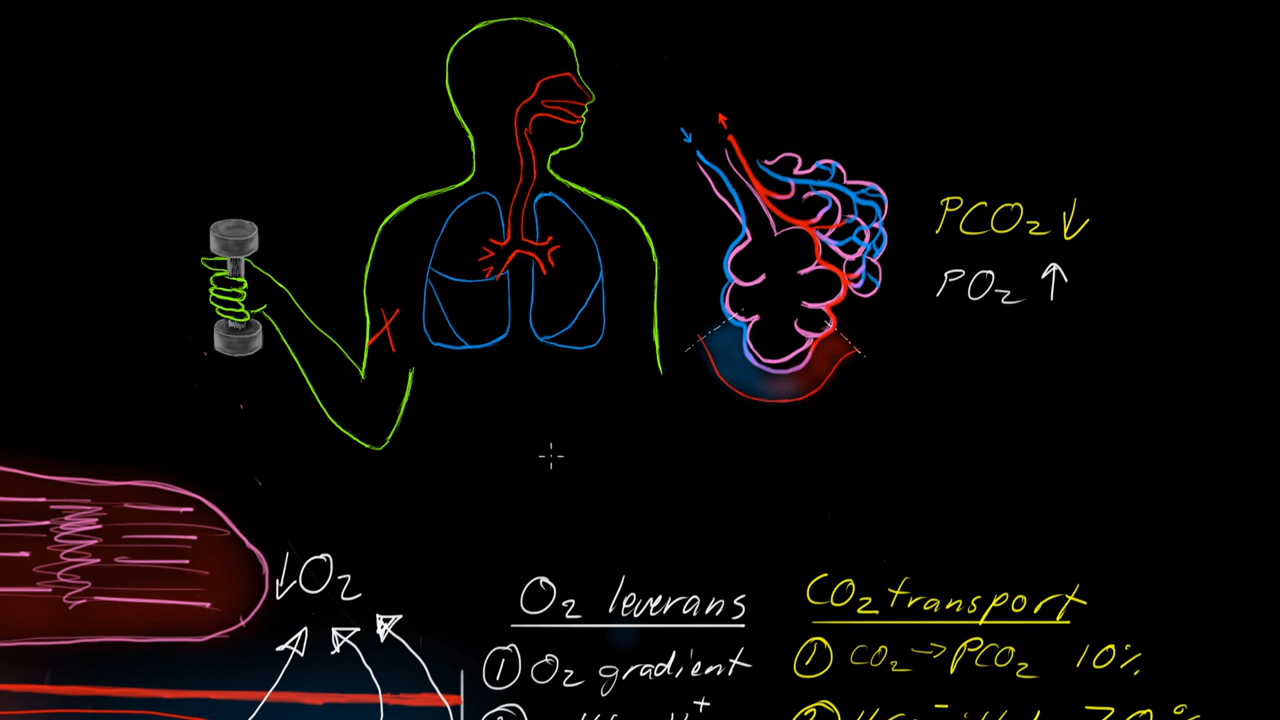 PCO₂↓
PO₂ ↑
X
↓O₂
O₂ leverans
CO₂ transport
① O₂ gradient
① CO₂ → PCO₂ 10%